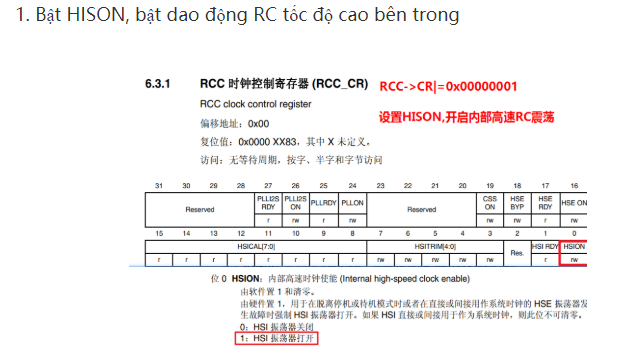 1. Bật HISON, bật dao động RC tốc độ cao bên trong
6.3.1 RCC 时钟控制寄存器 (RCC_CR) RCC->CR|=0x00000001
RCC clock control register 设置HISON,开启内部高速RC震荡
偏移地址：0x00
复位值：0x0000 XX83，其中 X 未定义。
访问：无等待周期，按字、半字和字节访问
31 30 29 28 27 26 25 24 23 22 21 20 19 18 17 16
Reserved PLLI2S RDY PLLI2S ON PLLRDY PLLON Reserved CSS ON HSE BYP HSE RDY HSE ON
r rw r rw rw rw r rw
15 14 13 12 11 10 9 8 7 6 5 4 3 2 1 0
HSICAL[7:0] HSITRIM[4:0] Res. HSI RDY HSION
r r r r r r r r rw rw rw rw rw r rw
位 0 HSION：内部高速时钟使能 (Internal high-speed clock enable)
由软件置 1 和清零。
由硬件置 1，用于在脱离停机或待机模式时或者在直接或间接用作系统时钟的 HSE 振荡器发
生故障时强制 HSI 振荡器打开。如果 HSI 直接或间接用于作为系统时钟，则此位不可清零。
0：HSI 振荡器关闭
1：HSI 振荡器打开